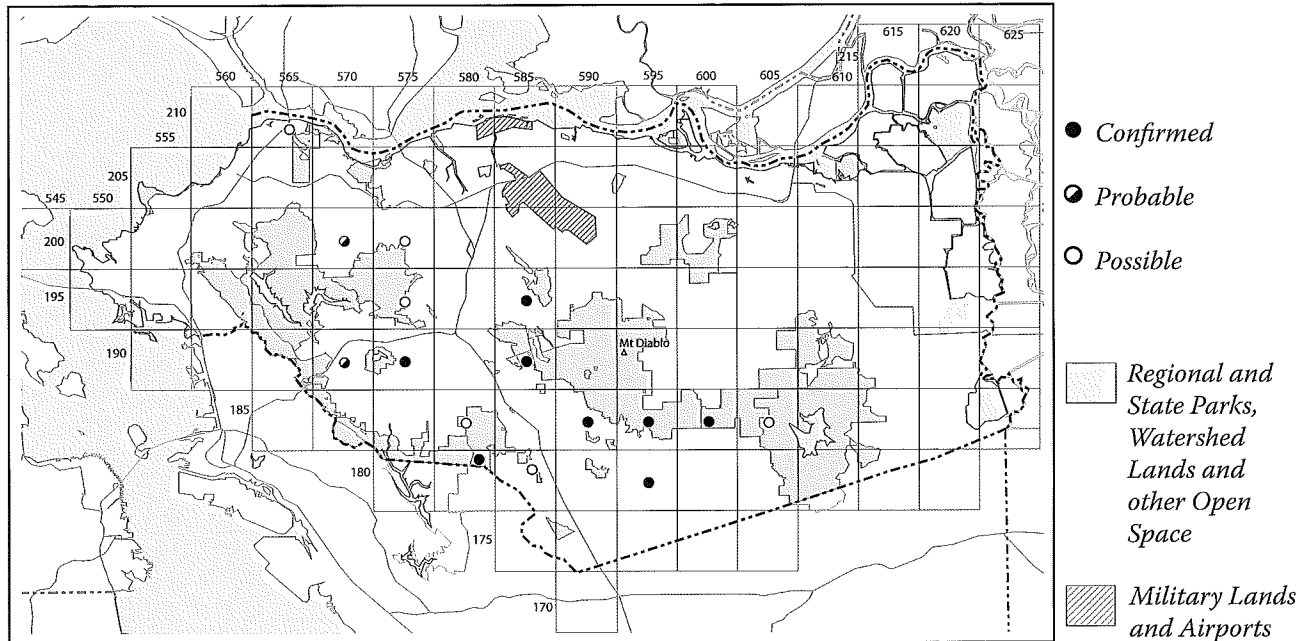 615
620
625
215
560
565
570
575
580
585
590
595
600
605
610
210
555
205
545
550
200
195
190
Mt Diablo
185
180
175
170
Confirmed
Probable
Possible
Regional and
State Parks,
Watershed
Lands and
other Open
Space
Military Lands
and Airports